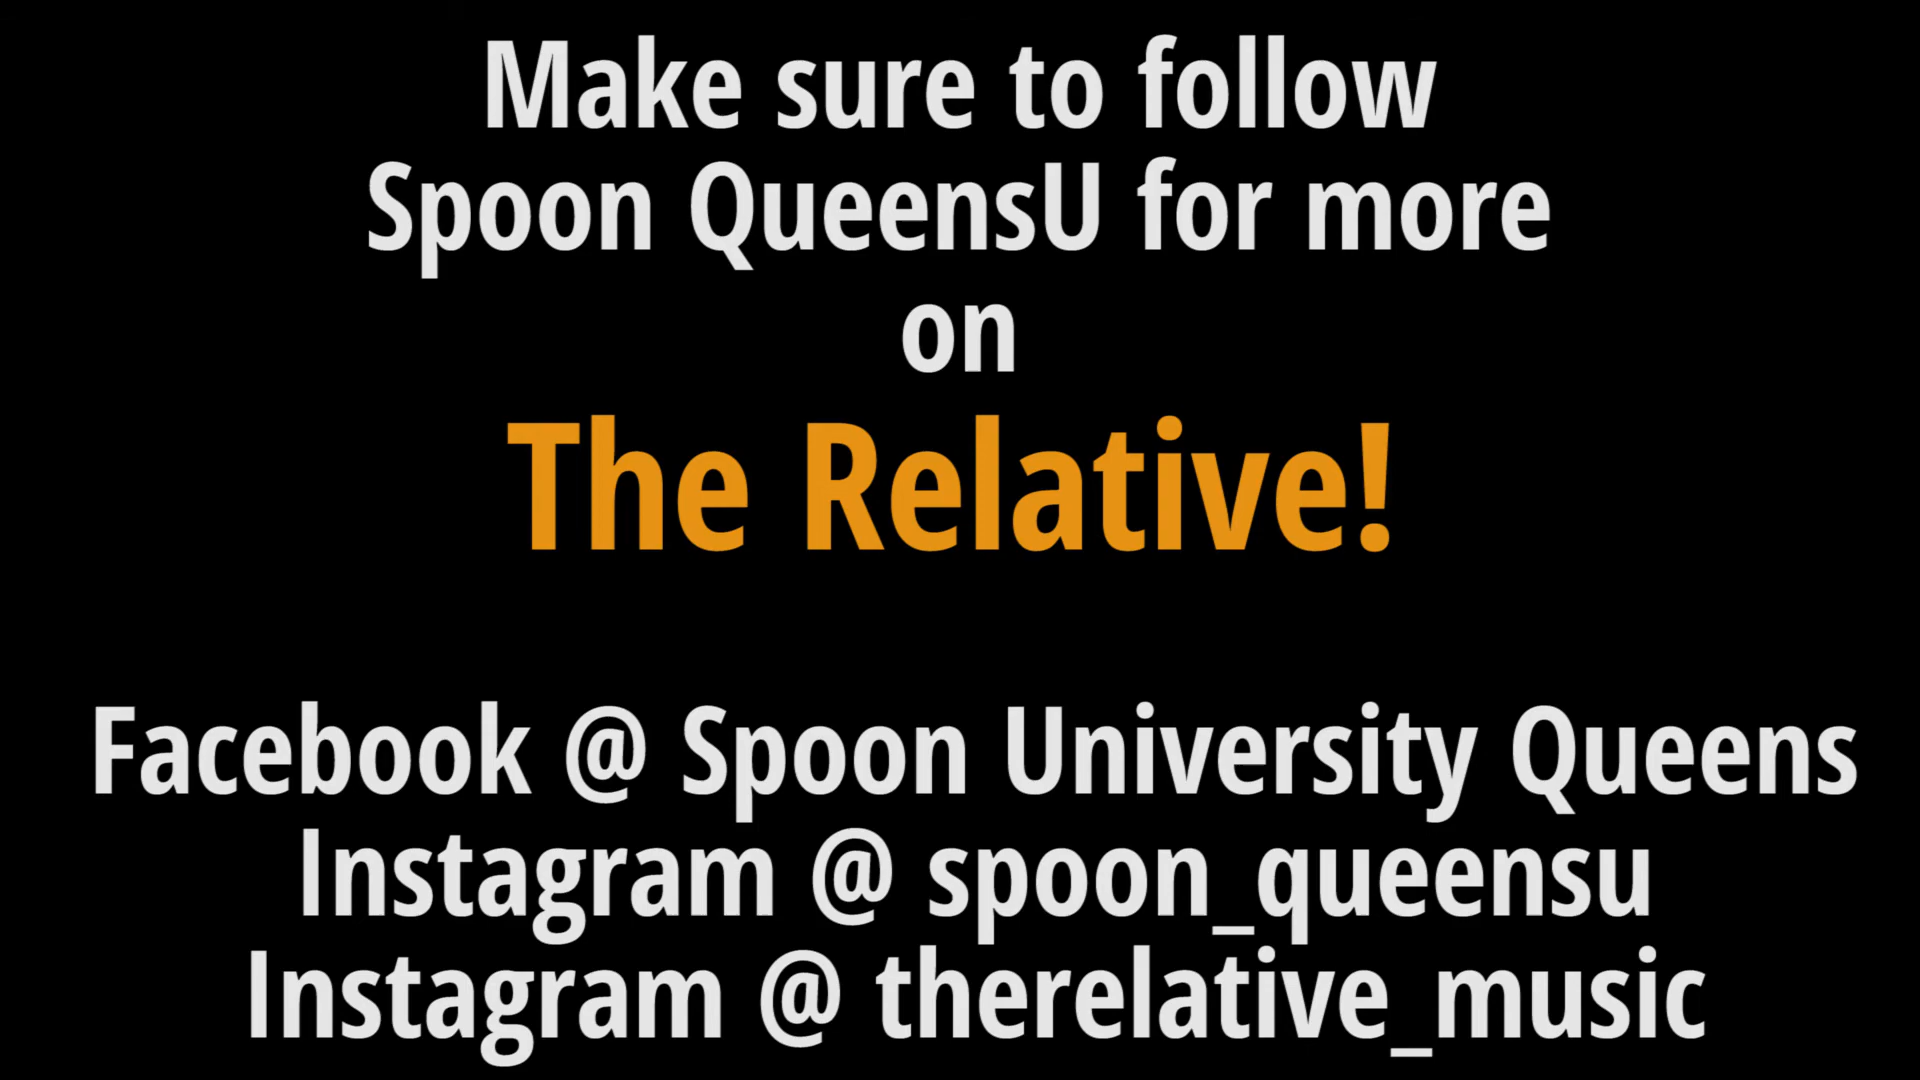 Make sure to follow
Spoon QueensU for more
on
The Relative!
Facebook @ Spoon University Queens
Instagram @ spoon_queensu
Instagram @ therelative_music